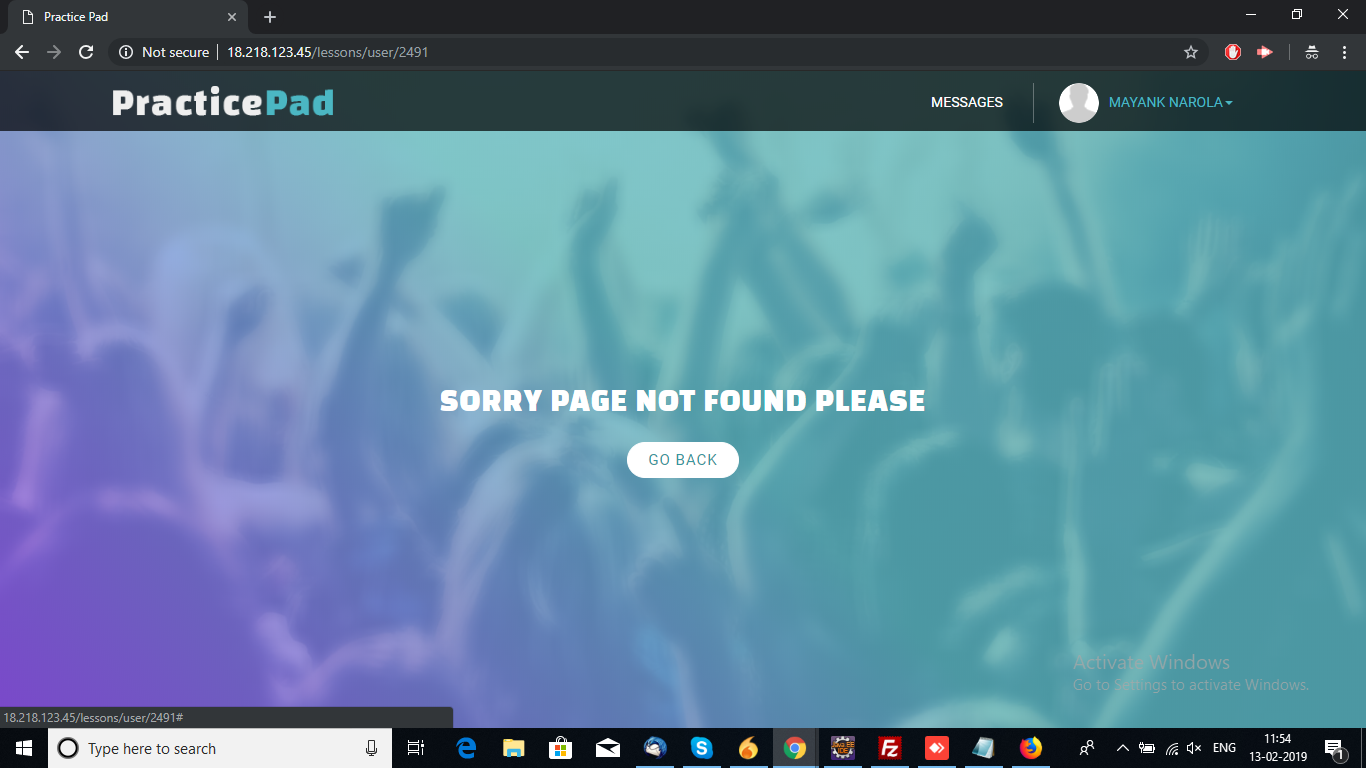 Practice Pad
Not secure
18.218.123.45/lessons/user/2491
PracticePad
MESSAGES
MAYANK NAROLA
SORRY PAGE NOT FOUND PLEASE
GO BACK
Activate Windows
Go to Settings to activate Windows.
18.218.123.45/lessons/user/2491#
Type here to search
ENG
11:54
13-02-2019
1